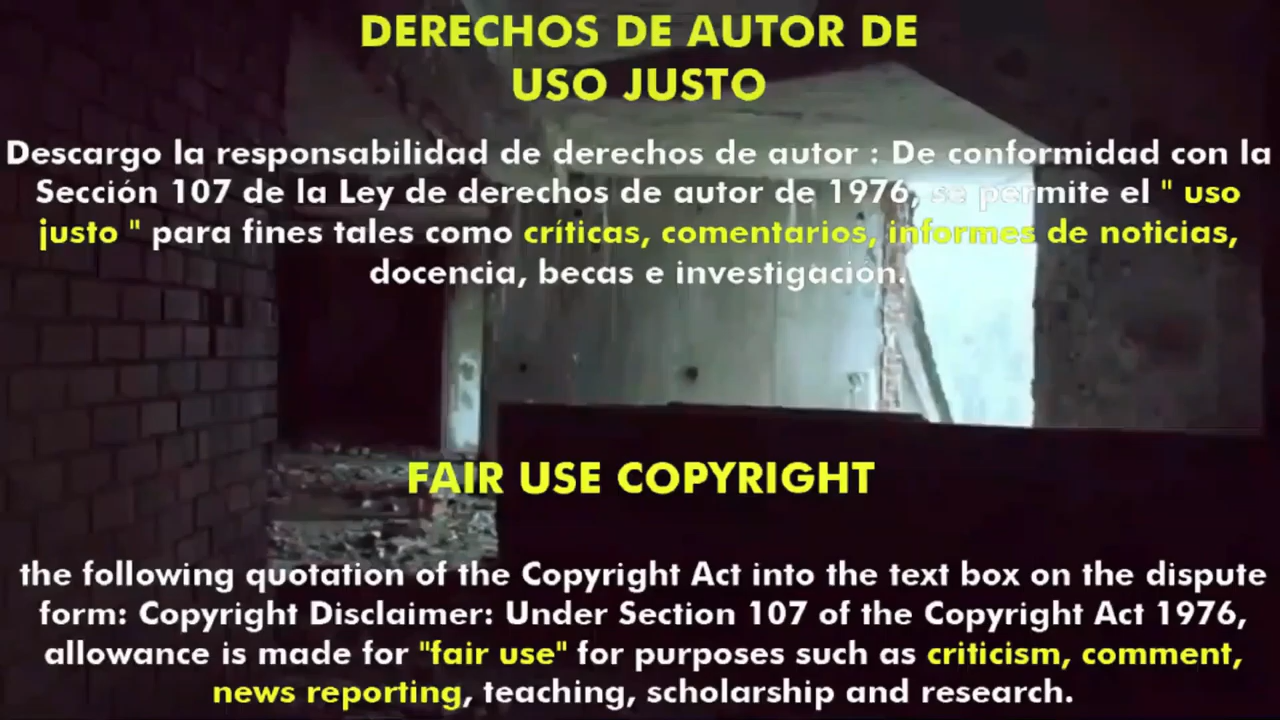 DERECHOS DE AUTOR DE
USO JUSTO
Descargo la responsabilidad de derechos de autor : De conformidad con la
Sección 107 de la Ley de derechos de autor de 1976, se permite el " uso
justo " para fines tales como críticas, comentarios, informes de noticias,
docencia, becas e investigación.
FAIR USE COPYRIGHT
the following quotation of the Copyright Act into the text box on the dispute
form: Copyright Disclaimer: Under Section 107 of the Copyright Act 1976,
allowance is made for "fair use" for purposes such as criticism, comment,
news reporting, teaching, scholarship and research.